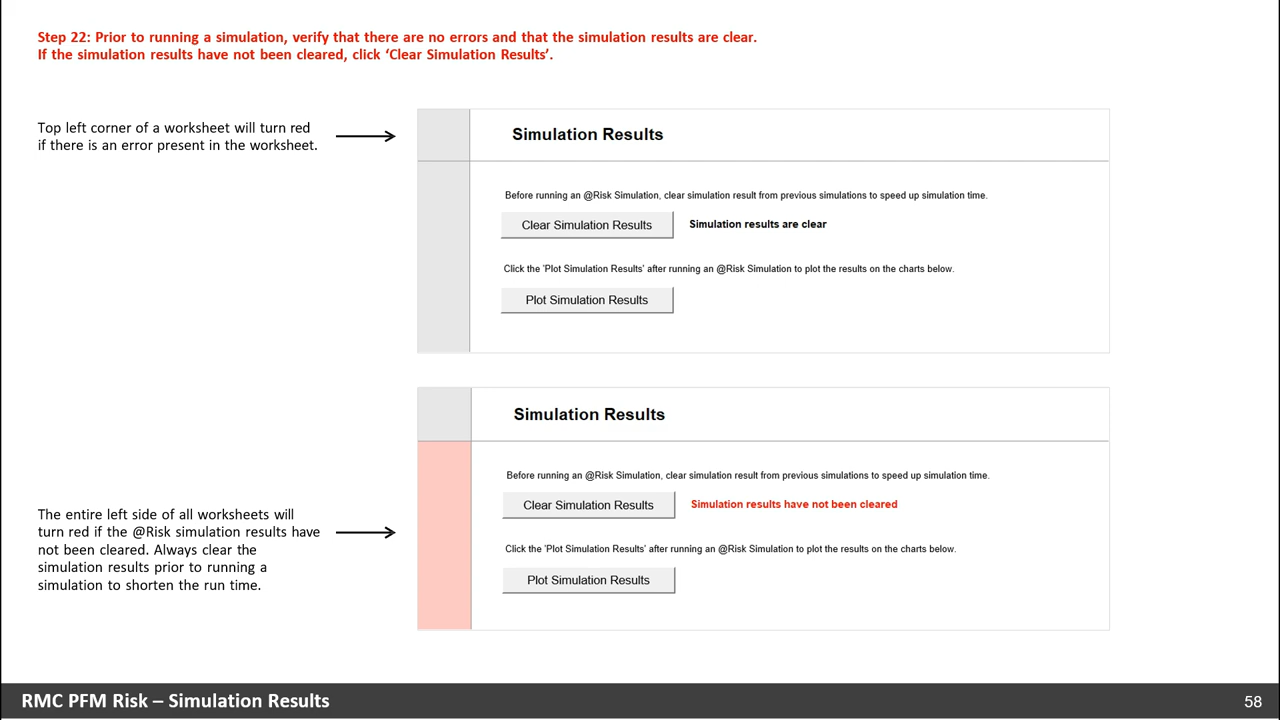 Step 22: Prior to running a simulation, verify that there are no errors and that the simulation results are clear.
If the simulation results have not been cleared, click ‘Clear Simulation Results’.
Top left corner of a worksheet will turn red
if there is an error present in the worksheet.
Simulation Results
Before running an @Risk Simulation, clear simulation result from previous simulations to speed up simulation time.
Clear Simulation Results
Simulation results are clear
Click the 'Plot Simulation Results' after running an @Risk Simulation to plot the results on the charts below.
Plot Simulation Results
The entire left side of all worksheets will
turn red if the @Risk simulation results have
not been cleared. Always clear the
simulation results prior to running a
simulation to shorten the run time.
Simulation Results
Before running an @Risk Simulation, clear simulation result from previous simulations to speed up simulation time.
Clear Simulation Results
Simulation results have not been cleared
Click the 'Plot Simulation Results' after running an @Risk Simulation to plot the results on the charts below.
Plot Simulation Results
RMC PFM Risk – Simulation Results
58